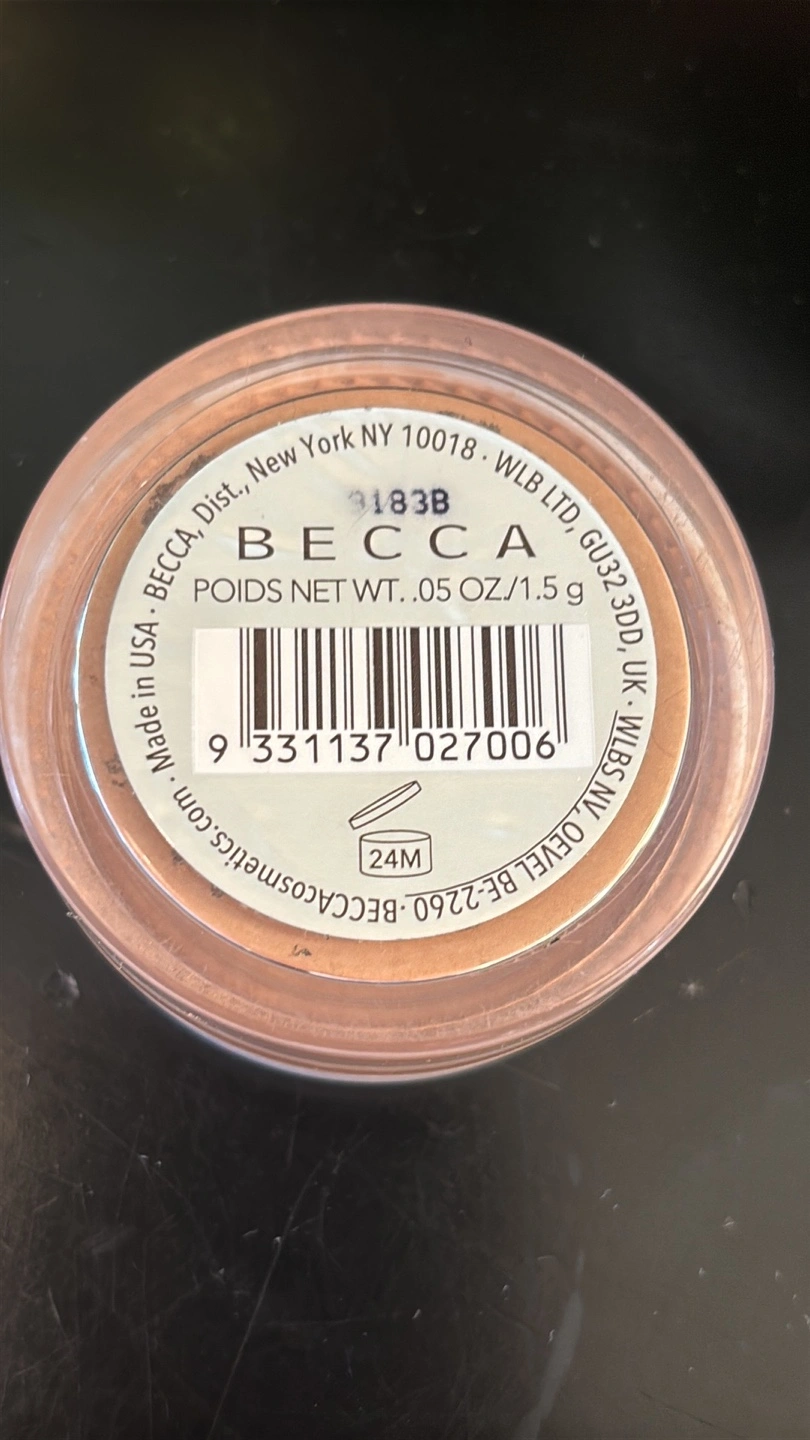 BECCA, Dist., New York NY 10018 · WLB LTD, GU32 3DD, UK · WLBS NV, OEVEL BE-2260 · BECCAcosmetics.com · Made in USA ·
9183B
BECCA
POIDS NET WT. .05 OZ./1.5 g
9 331137 027006
24M